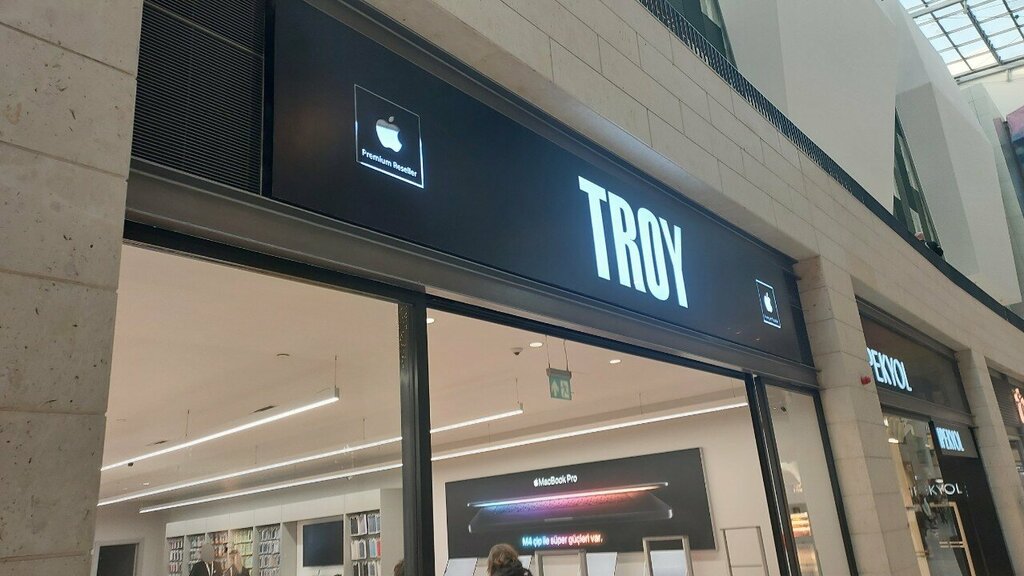 Premium Reseller
TROY
PEKYOL
İPEKYOL
MacBook Pro
M4 çip ile süper güçleri var.